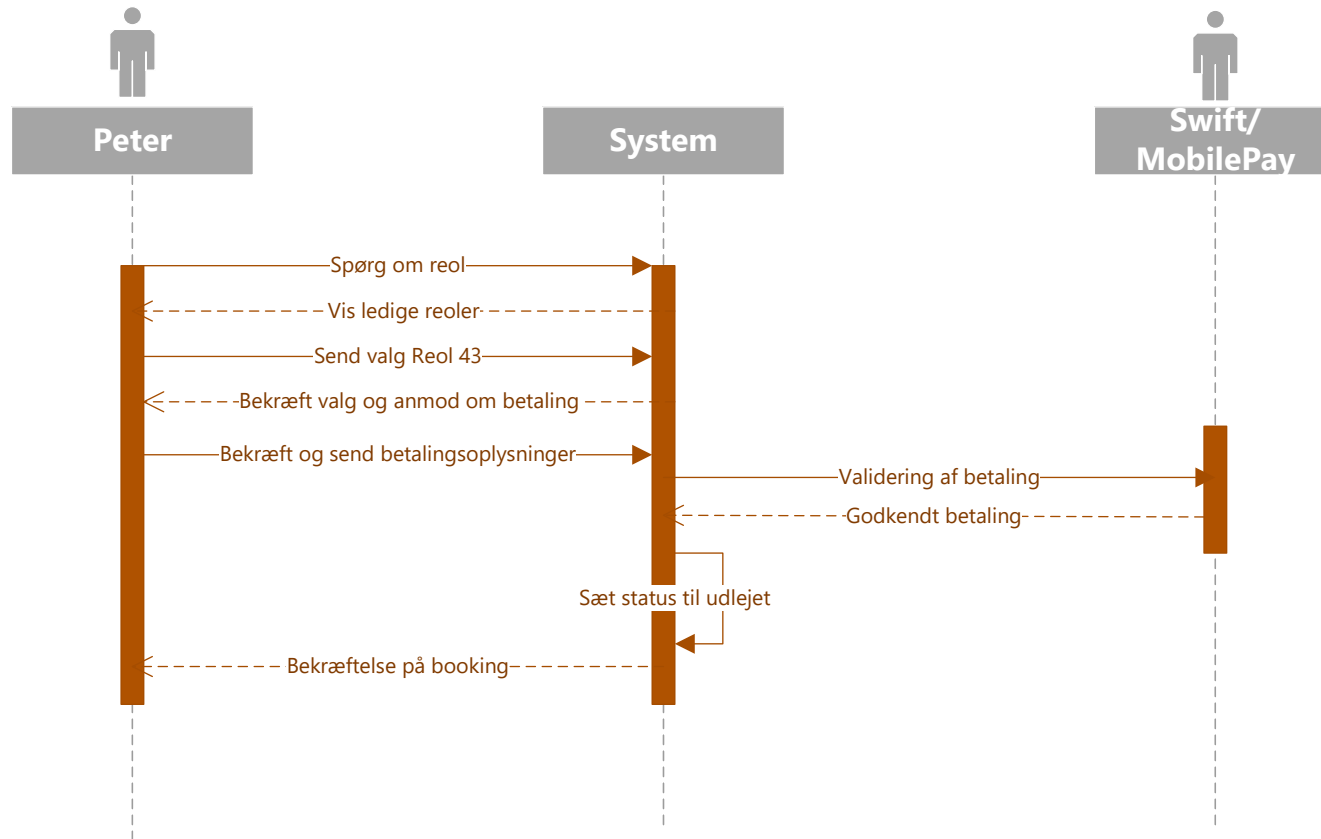 Peter
System
Swift/
MobilePay
Spørg om reol
Vis ledige reoler
Send valg Reol 43
Bekræft valg og anmod om betaling
Bekræft og send betalingsoplysninger
Validering af betaling
Godkendt betaling
Sæt status til udlejet
Bekræftelse på booking